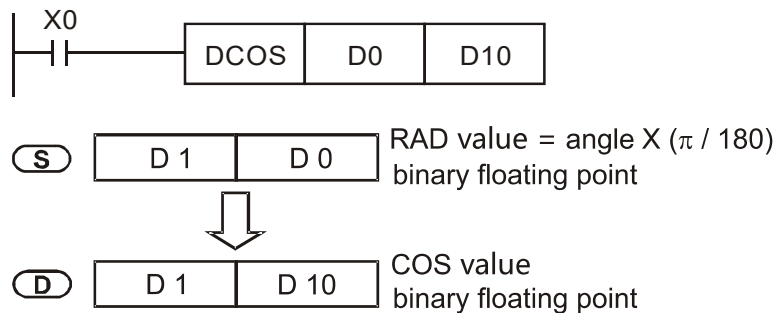 X0
DCOS D0 D10
S D 1 D 0 RAD value = angle X (π / 180)
binary floating point
D D 1 D 10 COS value
binary floating point